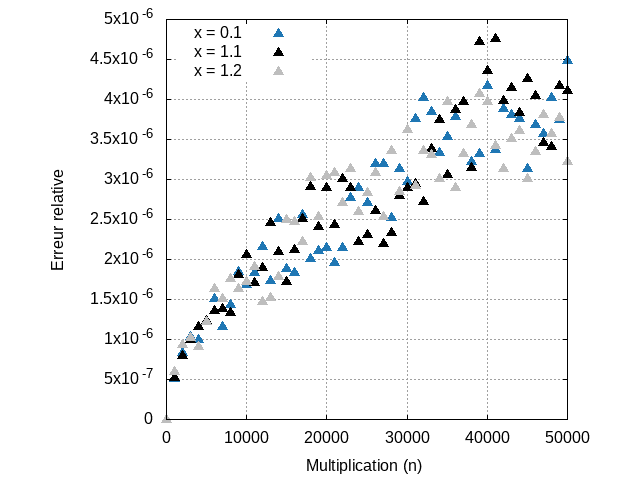 5x10^-6
4.5x10^-6
4x10^-6
3.5x10^-6
3x10^-6
2.5x10^-6
2x10^-6
1.5x10^-6
1x10^-6
5x10^-7
0
Erreur relative
x = 0.1
x = 1.1
x = 1.2
0 10000 20000 30000 40000 50000
Multiplication (n)